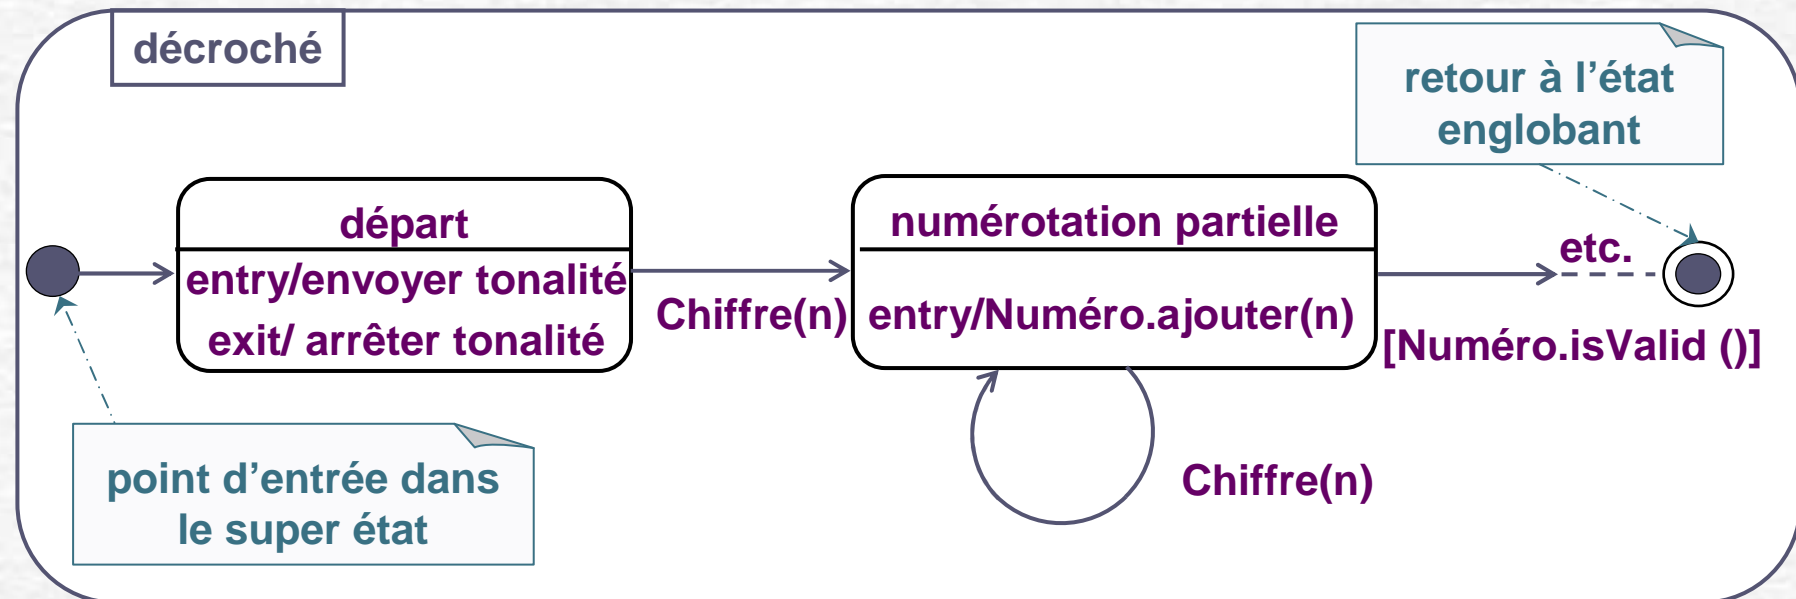 décroché
retour à l’état
englobant
départ
entry/envoyer tonalité
exit/ arrêter tonalité
Chiffre(n)
numérotation partielle
entry/Numéro.ajouter(n)
etc.
[Numéro.isValid ()]
Chiffre(n)
point d’entrée dans
le super état